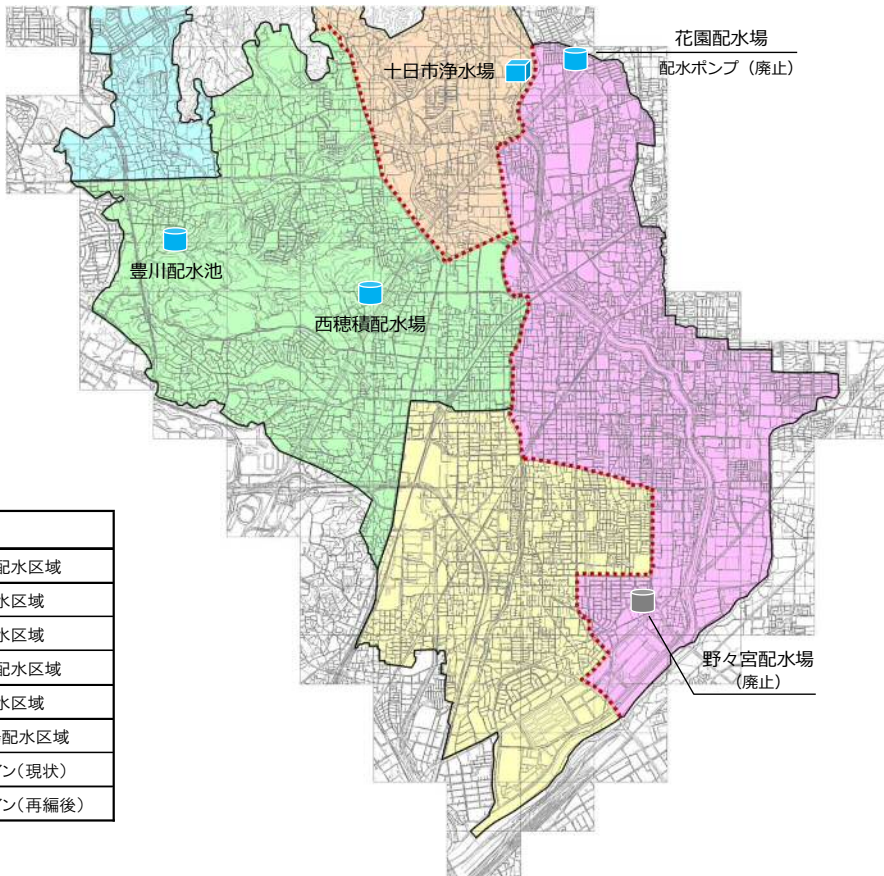 花園配水場
配水ポンプ（廃止）
十日市浄水場
豊川配水池
西穂積配水場
野々宮配水場
（廃止）
配水区域
水区域
水区域
配水区域
水区域
配水区域
イン（現状）
イン（再編後）